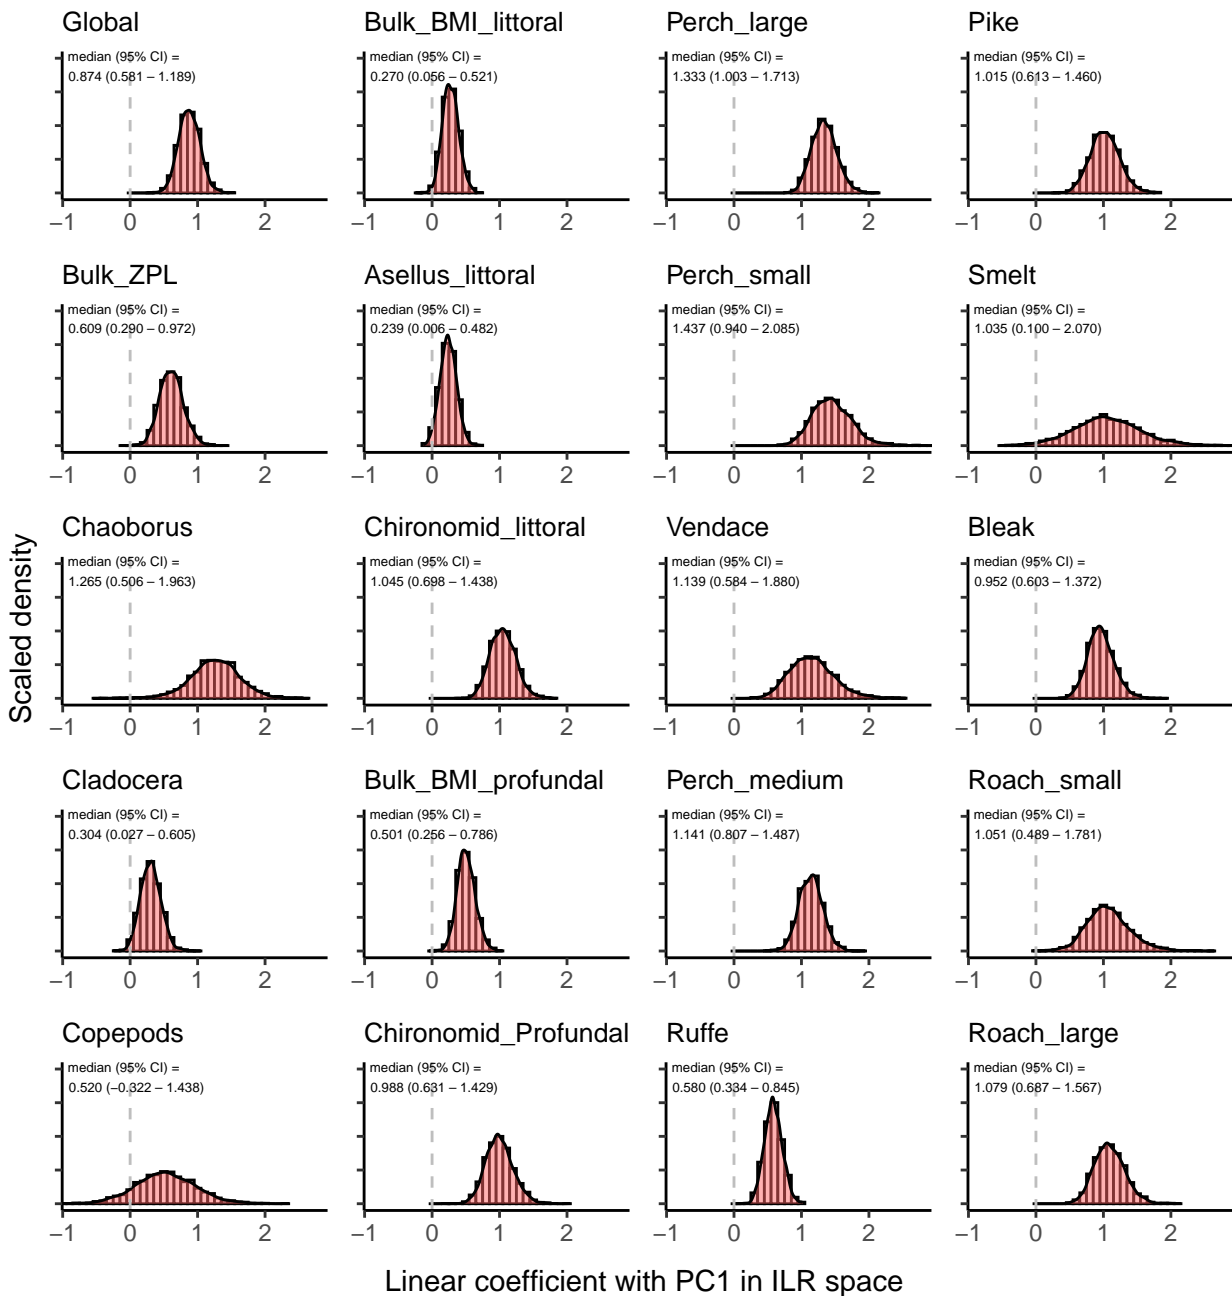 Global
median (95% CI) =
0.874 (0.581 – 1.189)
−1 0 1 2
Bulk_BMI_littoral
median (95% CI) =
0.270 (0.056 – 0.521)
−1 0 1 2
Perch_large
median (95% CI) =
1.333 (1.003 – 1.713)
−1 0 1 2
Pike
median (95% CI) =
1.015 (0.613 – 1.460)
−1 0 1 2
Bulk_ZPL
median (95% CI) =
0.609 (0.290 – 0.972)
−1 0 1 2
Asellus_littoral
median (95% CI) =
0.239 (0.006 – 0.482)
−1 0 1 2
Perch_small
median (95% CI) =
1.437 (0.940 – 2.085)
−1 0 1 2
Smelt
median (95% CI) =
1.035 (0.100 – 2.070)
−1 0 1 2
Scaled density
Chaoborus
median (95% CI) =
1.265 (0.506 – 1.963)
−1 0 1 2
Chironomid_littoral
median (95% CI) =
1.045 (0.698 – 1.438)
−1 0 1 2
Vendace
median (95% CI) =
1.139 (0.584 – 1.880)
−1 0 1 2
Bleak
median (95% CI) =
0.952 (0.603 – 1.372)
−1 0 1 2
Cladocera
median (95% CI) =
0.304 (0.027 – 0.605)
−1 0 1 2
Bulk_BMI_profundal
median (95% CI) =
0.501 (0.256 – 0.786)
−1 0 1 2
Perch_medium
median (95% CI) =
1.141 (0.807 – 1.487)
−1 0 1 2
Roach_small
median (95% CI) =
1.051 (0.489 – 1.781)
−1 0 1 2
Copepods
median (95% CI) =
0.520 (−0.322 – 1.438)
−1 0 1 2
Chironomid_Profundal
median (95% CI) =
0.988 (0.631 – 1.429)
−1 0 1 2
Ruffe
median (95% CI) =
0.580 (0.334 – 0.845)
−1 0 1 2
Roach_large
median (95% CI) =
1.079 (0.687 – 1.567)
−1 0 1 2
Linear coefficient with PC1 in ILR space